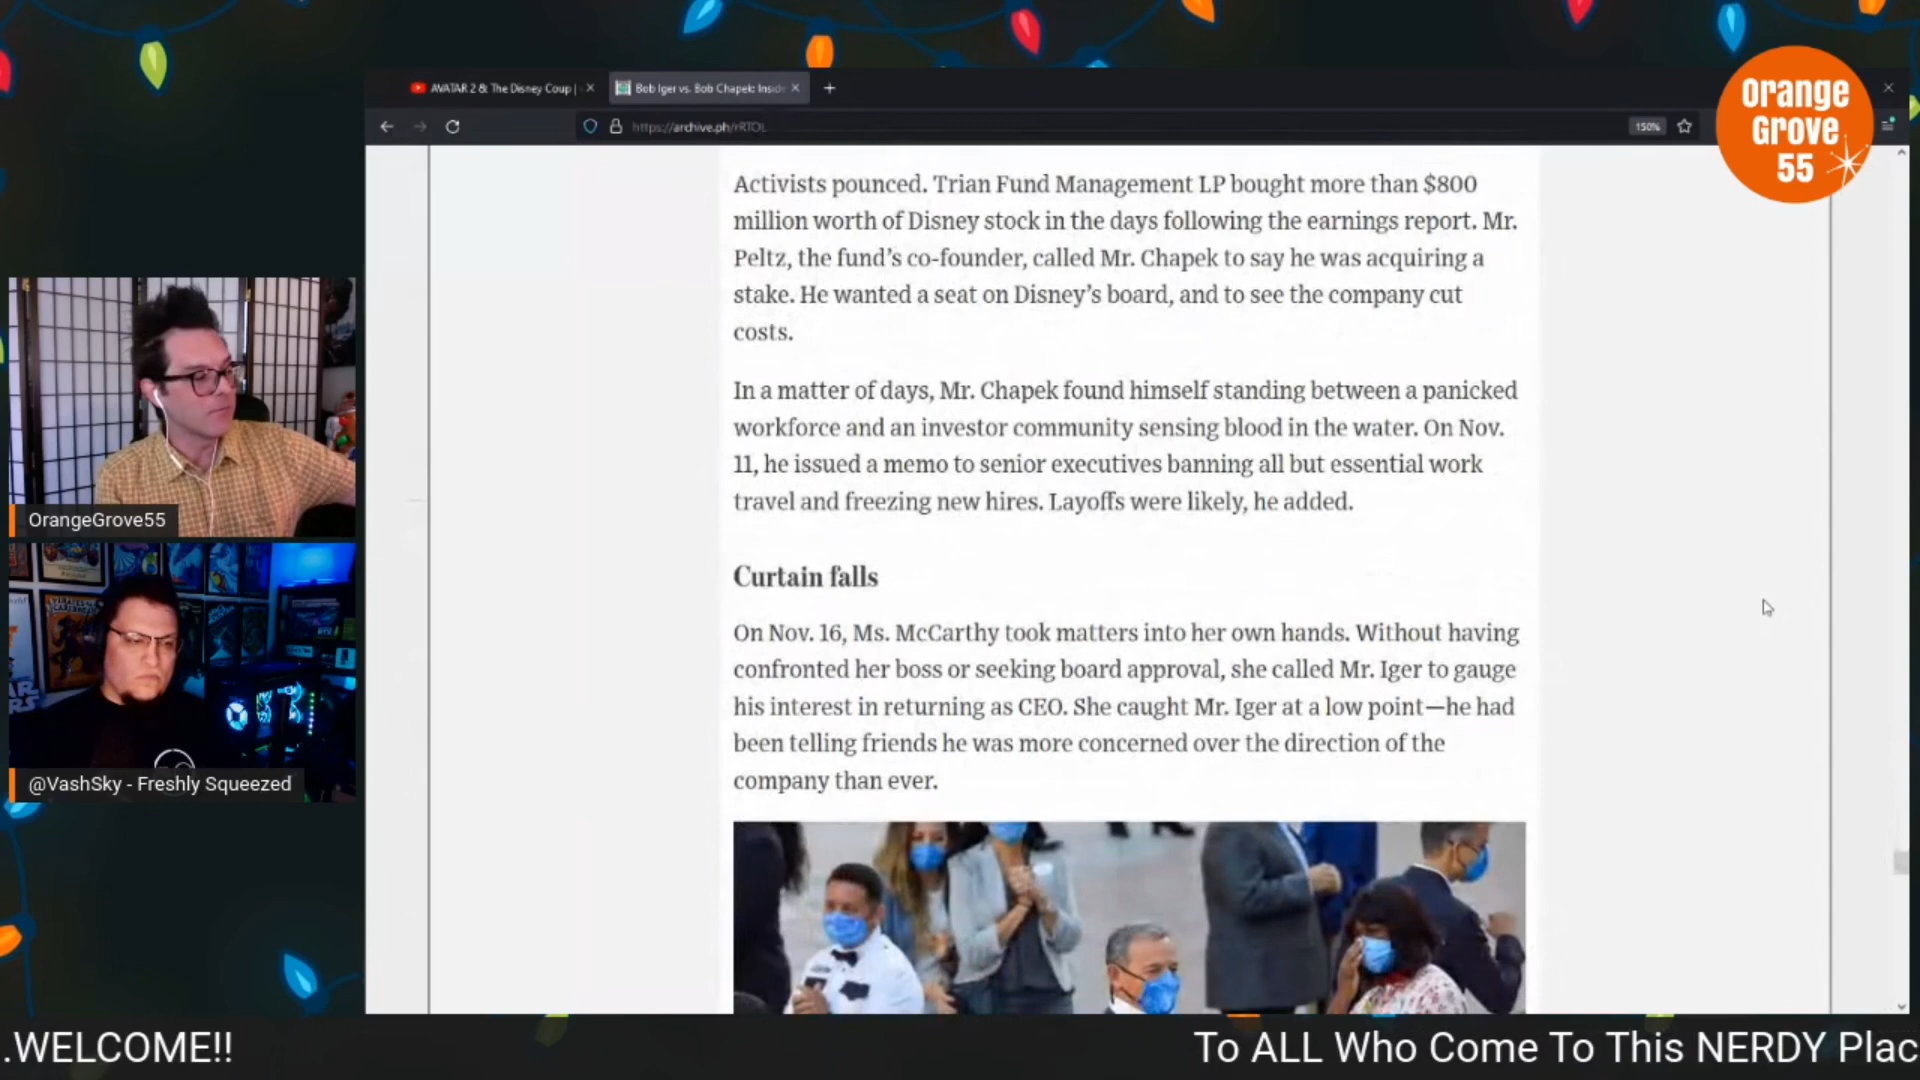 AVATAR 2 & The Disney Coup |
Bob Iger vs. Bob Chapek: Inside
https://archive.ph/rRTOL
150%
Orange
Grove
55
Activists pounced. Trian Fund Management LP bought more than $800
million worth of Disney stock in the days following the earnings report. Mr.
Peltz, the fund’s co-founder, called Mr. Chapek to say he was acquiring a
stake. He wanted a seat on Disney’s board, and to see the company cut
costs.
In a matter of days, Mr. Chapek found himself standing between a panicked
workforce and an investor community sensing blood in the water. On Nov.
11, he issued a memo to senior executives banning all but essential work
travel and freezing new hires. Layoffs were likely, he added.
Curtain falls
On Nov. 16, Ms. McCarthy took matters into her own hands. Without having
confronted her boss or seeking board approval, she called Mr. Iger to gauge
his interest in returning as CEO. She caught Mr. Iger at a low point—he had
been telling friends he was more concerned over the direction of the
company than ever.
OrangeGrove55
@VashSky - Freshly Squeezed
.WELCOME!!
To ALL Who Come To This NERDY Plac